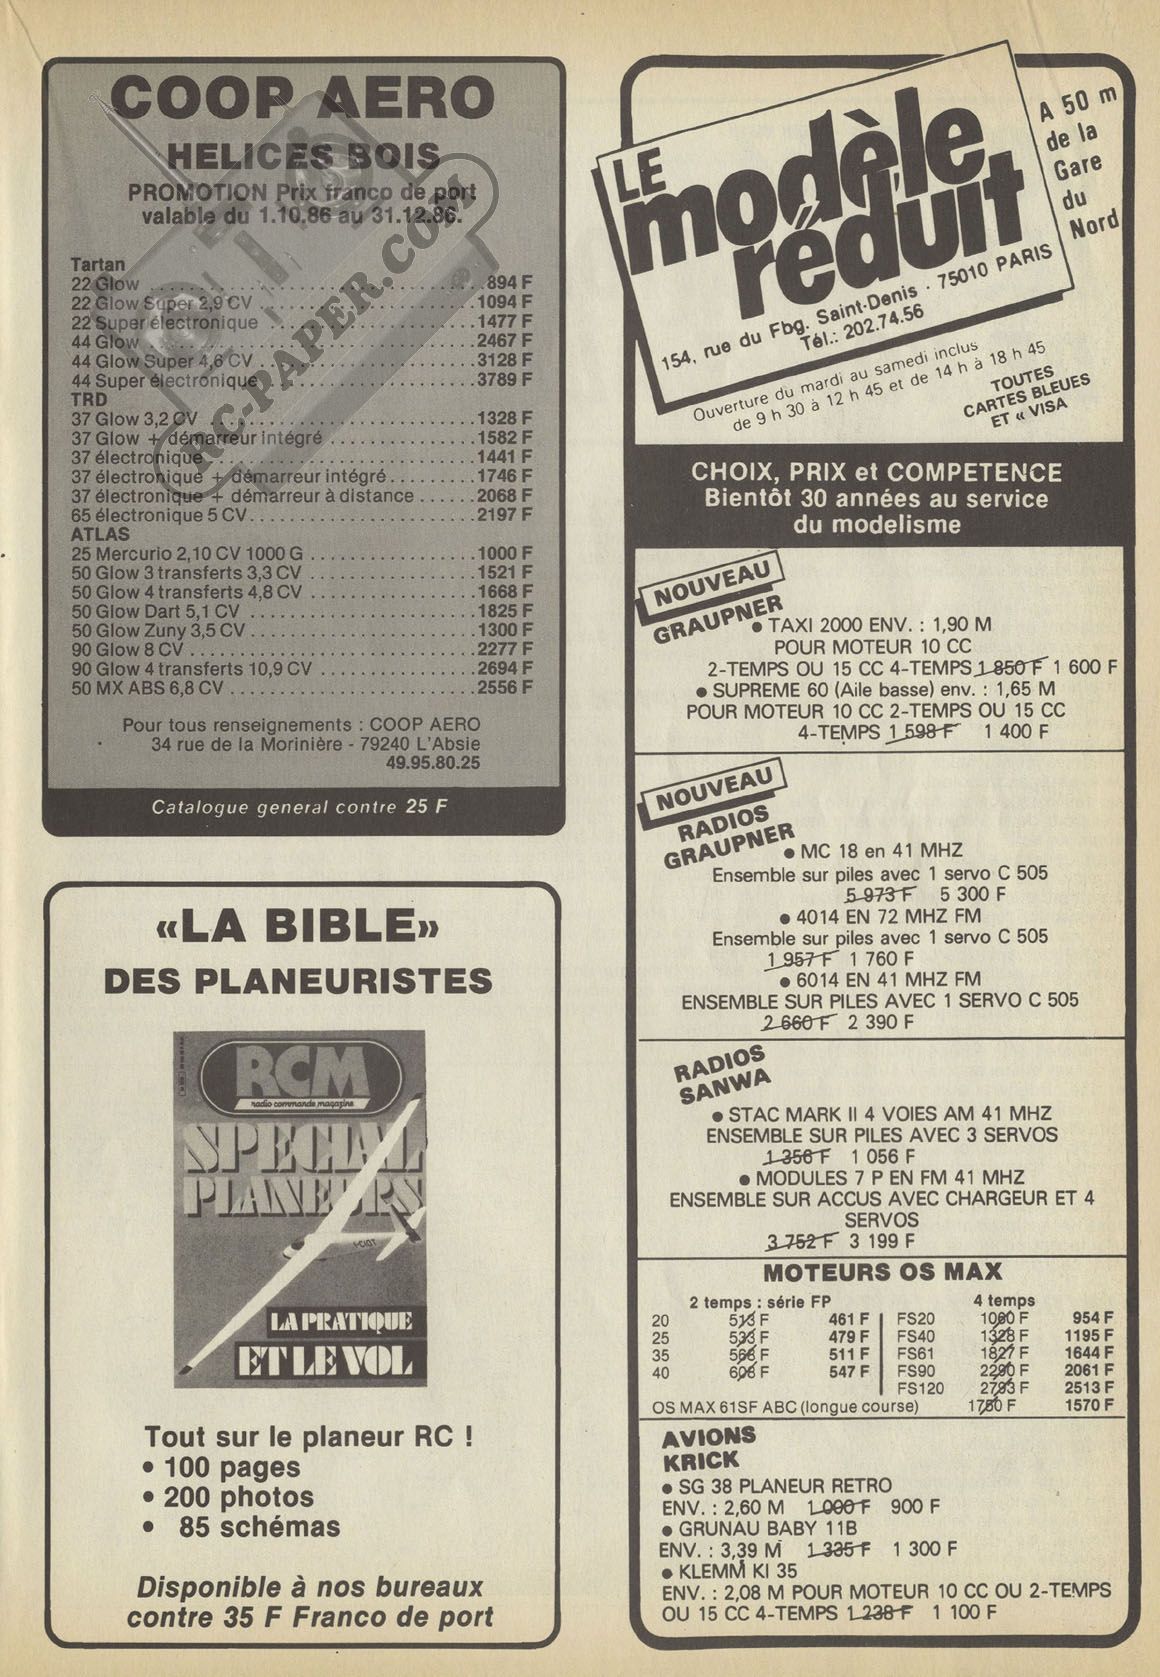 COOP AERO
HELICES BOIS
PROMOTION Prix franco de port
valable du 1.10.86 au 31.12.86.
Tartan
22 Glow 894 F
22 Glow Super 2,9 CV 1094 F
22 Super électronique 1477 F
44 Glow 2467 F
44 Glow Super 4,6 CV 3128 F
44 Super électronique 3789 F
TRD
37 Glow 3,2 CV 1328 F
37 Glow + démarreur intégré 1582 F
37 électronique 1441 F
37 électronique + démarreur intégré 1746 F
37 électronique + démarreur à distance 2068 F
65 électronique 5 CV 2197 F
ATLAS
25 Mercurio 2,10 CV 1000 G 1000 F
50 Glow 3 transferts 3,3 CV 1521 F
50 Glow 4 transferts 4,8 CV 1668 F
50 Glow Dart 5,1 CV 1825 F
50 Glow Zuny 3,5 CV 1300 F
90 Glow 8 CV 2277 F
90 Glow 4 transferts 10,9 CV 2694 F
50 MX ABS 6,8 CV 2556 F
Pour tous renseignements : COOP AERO
34 rue de la Morinière - 79240 L'Absie
49.95.80.25
Catalogue general contre 25 F
RC-PAPER.COM
«LA BIBLE»
DES PLANEURISTES
RCM
radio commande magazine
SPECIAL
PLANEURS
LA PRATIQUE
ET LE VOL
Tout sur le planeur RC !
• 100 pages
• 200 photos
• 85 schémas
Disponible à nos bureaux
contre 35 F Franco de port
LE
modèle
réduit
A 50 m
de la
Gare
du
Nord
154, rue du Fbg. Saint-Denis · 75010 PARIS
Tél.: 202.74.56
Ouverture du mardi au samedi inclus
de 9 h 30 à 12 h 45 et de 14 h à 18 h 45
TOUTES
CARTES BLEUES
ET « VISA
CHOIX, PRIX et COMPETENCE
Bientôt 30 années au service
du modelisme
NOUVEAU
GRAUPNER
• TAXI 2000 ENV. : 1,90 M
POUR MOTEUR 10 CC
2-TEMPS OU 15 CC 4-TEMPS 1 850 F 1 600 F
• SUPREME 60 (Aile basse) env. : 1,65 M
POUR MOTEUR 10 CC 2-TEMPS OU 15 CC
4-TEMPS 1 598 F 1 400 F
NOUVEAU
RADIOS
GRAUPNER
• MC 18 en 41 MHZ
Ensemble sur piles avec 1 servo C 505
5 973 F 5 300 F
• 4014 EN 72 MHZ FM
Ensemble sur piles avec 1 servo C 505
1 957 F 1 760 F
• 6014 EN 41 MHZ FM
ENSEMBLE SUR PILES AVEC 1 SERVO C 505
2 660 F 2 390 F
RADIOS
SANWA
• STAC MARK II 4 VOIES AM 41 MHZ
ENSEMBLE SUR PILES AVEC 3 SERVOS
1 356 F 1 056 F
• MODULES 7 P EN FM 41 MHZ
ENSEMBLE SUR ACCUS AVEC CHARGEUR ET 4
SERVOS
3 752 F 3 199 F
MOTEURS OS MAX
2 temps : série FP 4 temps
20 513 F 461 F FS20 1060 F 954 F
25 533 F 479 F FS40 1328 F 1195 F
35 568 F 511 F FS61 1827 F 1644 F
40 608 F 547 F FS90 2290 F 2061 F
FS120 2793 F 2513 F
OS MAX 61SF ABC (longue course) 1750 F 1570 F
AVIONS
KRICK
• SG 38 PLANEUR RETRO
ENV. : 2,60 M 1 000 F 900 F
• GRUNAU BABY 11B
ENV. : 3,39 M 1 335 F 1 300 F
• KLEMM KI 35
ENV. : 2,08 M POUR MOTEUR 10 CC OU 2-TEMPS
OU 15 CC 4-TEMPS 1 238 F 1 100 F